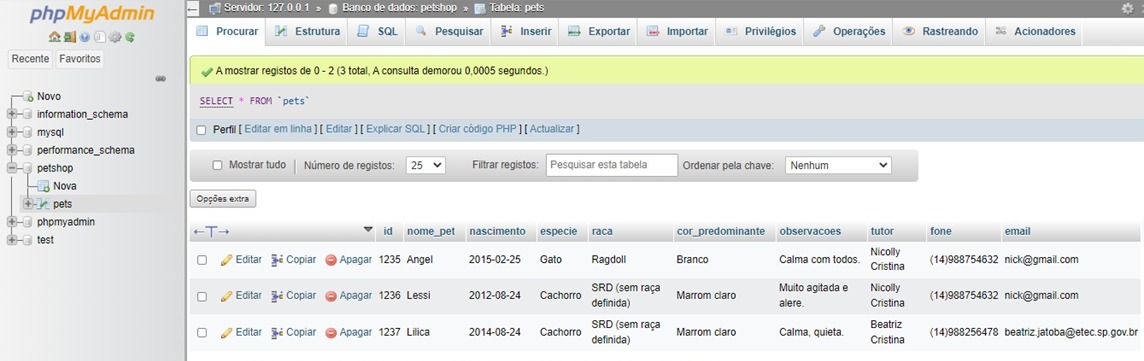 phpMyAdmin
Servidor: 127.0.0.1 » Banco de dados: petshop » Tabela: pets
Procurar Estrutura SQL Pesquisar Inserir Exportar Importar Privilégios Operações Rastreando Acionadores
Recente Favoritos
Novo
information_schema
mysql
performance_schema
petshop
Nova
pets
phpmyadmin
test
A mostrar registos de 0 - 2 (3 total, A consulta demorou 0,0005 segundos.)
SELECT * FROM `pets`
Perfil [ Editar em linha ] [ Editar ] [ Explicar SQL ] [ Criar código PHP ] [ Actualizar ]
Mostrar tudo Número de registos: 25 Filtrar registos: Pesquisar esta tabela Ordenar pela chave: Nenhum
Opções extra
←T→ id nome_pet nascimento especie raca cor_predominante observacoes tutor fone email
Editar Copiar Apagar 1235 Angel 2015-02-25 Gato Ragdoll Branco Calma com todos. Nicolly Cristina (14)988754632 nick@gmail.com
Editar Copiar Apagar 1236 Lessi 2012-08-24 Cachorro SRD (sem raça definida) Marrom claro Muito agitada e alere. Nicolly Cristina (14)988754632 nick@gmail.com
Editar Copiar Apagar 1237 Lilica 2014-08-24 Cachorro SRD (sem raça definida) Marrom claro Calma, quieta. Beatriz Cristina (14)988256478 beatriz.jatoba@etec.sp.gov.br